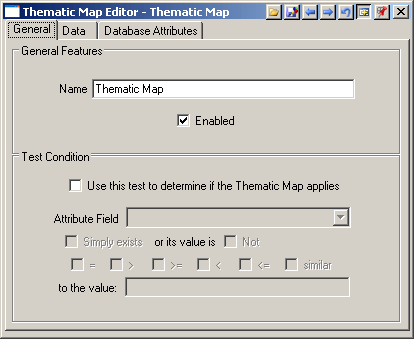 Thematic Map Editor - Thematic Map
General Data Database Attributes
General Features
Name Thematic Map
Enabled
Test Condition
Use this test to determine if the Thematic Map applies
Attribute Field
Simply exists or its value is Not
= > >= < <= similar
to the value: